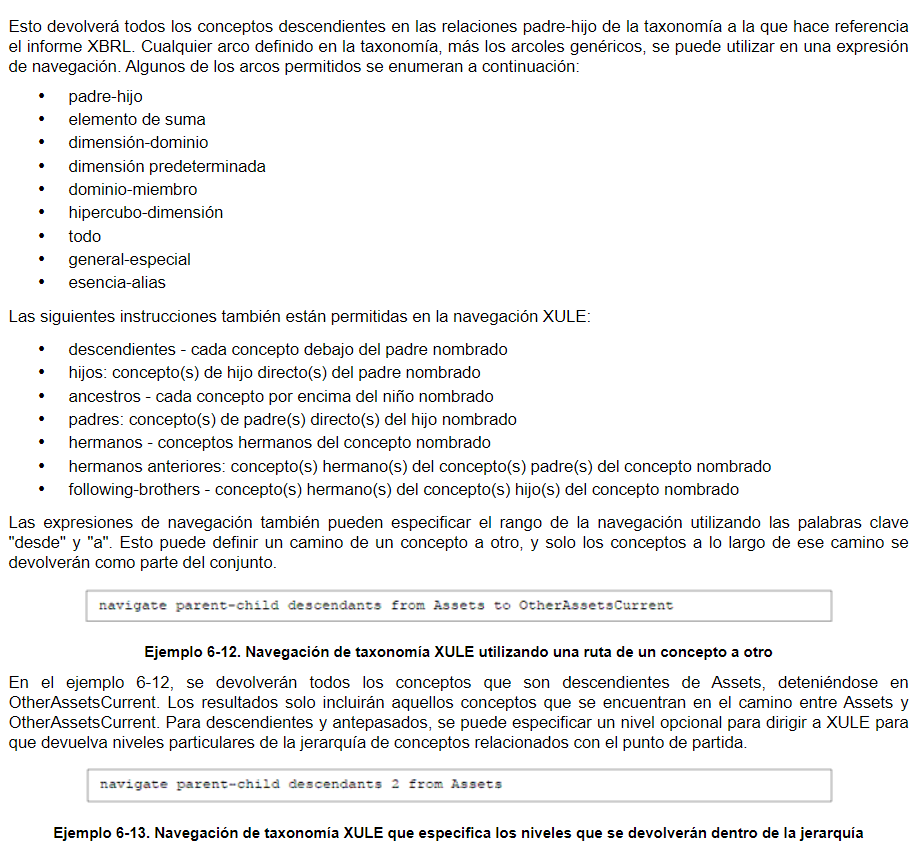 Esto devolverá todos los conceptos descendientes en las relaciones padre-hijo de la taxonomía a la que hace referencia
el informe XBRL. Cualquier arco definido en la taxonomía, más los arcoles genéricos, se puede utilizar en una expresión
de navegación. Algunos de los arcos permitidos se enumeran a continuación:
• padre-hijo
• elemento de suma
• dimensión-dominio
• dimensión predeterminada
• dominio-miembro
• hipercubo-dimensión
• todo
• general-especial
• esencia-alias
Las siguientes instrucciones también están permitidas en la navegación XULE:
• descendientes - cada concepto debajo del padre nombrado
• hijos: concepto(s) de hijo directo(s) del padre nombrado
• ancestros - cada concepto por encima del niño nombrado
• padres: concepto(s) de padre(s) directo(s) del hijo nombrado
• hermanos - conceptos hermanos del concepto nombrado
• hermanos anteriores: concepto(s) hermano(s) del concepto(s) padre(s) del concepto nombrado
• following-brothers - concepto(s) hermano(s) del concepto(s) hijo(s) del concepto nombrado
Las expresiones de navegación también pueden especificar el rango de la navegación utilizando las palabras clave
"desde" y "a". Esto puede definir un camino de un concepto a otro, y solo los conceptos a lo largo de ese camino se
devolverán como parte del conjunto.
navigate parent-child descendants from Assets to OtherAssetsCurrent
Ejemplo 6-12. Navegación de taxonomía XULE utilizando una ruta de un concepto a otro
En el ejemplo 6-12, se devolverán todos los conceptos que son descendientes de Assets, deteniéndose en
OtherAssetsCurrent. Los resultados solo incluirán aquellos conceptos que se encuentran en el camino entre Assets y
OtherAssetsCurrent. Para descendientes y antepasados, se puede especificar un nivel opcional para dirigir a XULE para
que devuelva niveles particulares de la jerarquía de conceptos relacionados con el punto de partida.
navigate parent-child descendants 2 from Assets
Ejemplo 6-13. Navegación de taxonomía XULE que especifica los niveles que se devolverán dentro de la jerarquía